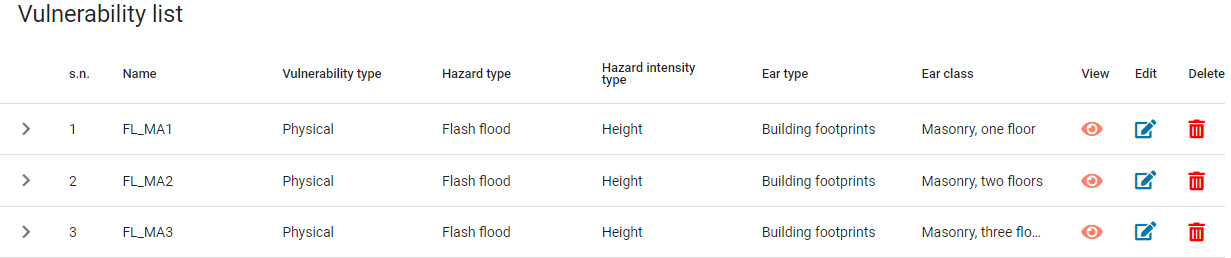 Vulnerability list
s.n. Name Vulnerability type Hazard type Hazard intensity type Ear type Ear class View Edit Delete
1 FL_MA1 Physical Flash flood Height Building footprints Masonry, one floor
2 FL_MA2 Physical Flash flood Height Building footprints Masonry, two floors
3 FL_MA3 Physical Flash flood Height Building footprints Masonry, three flo...